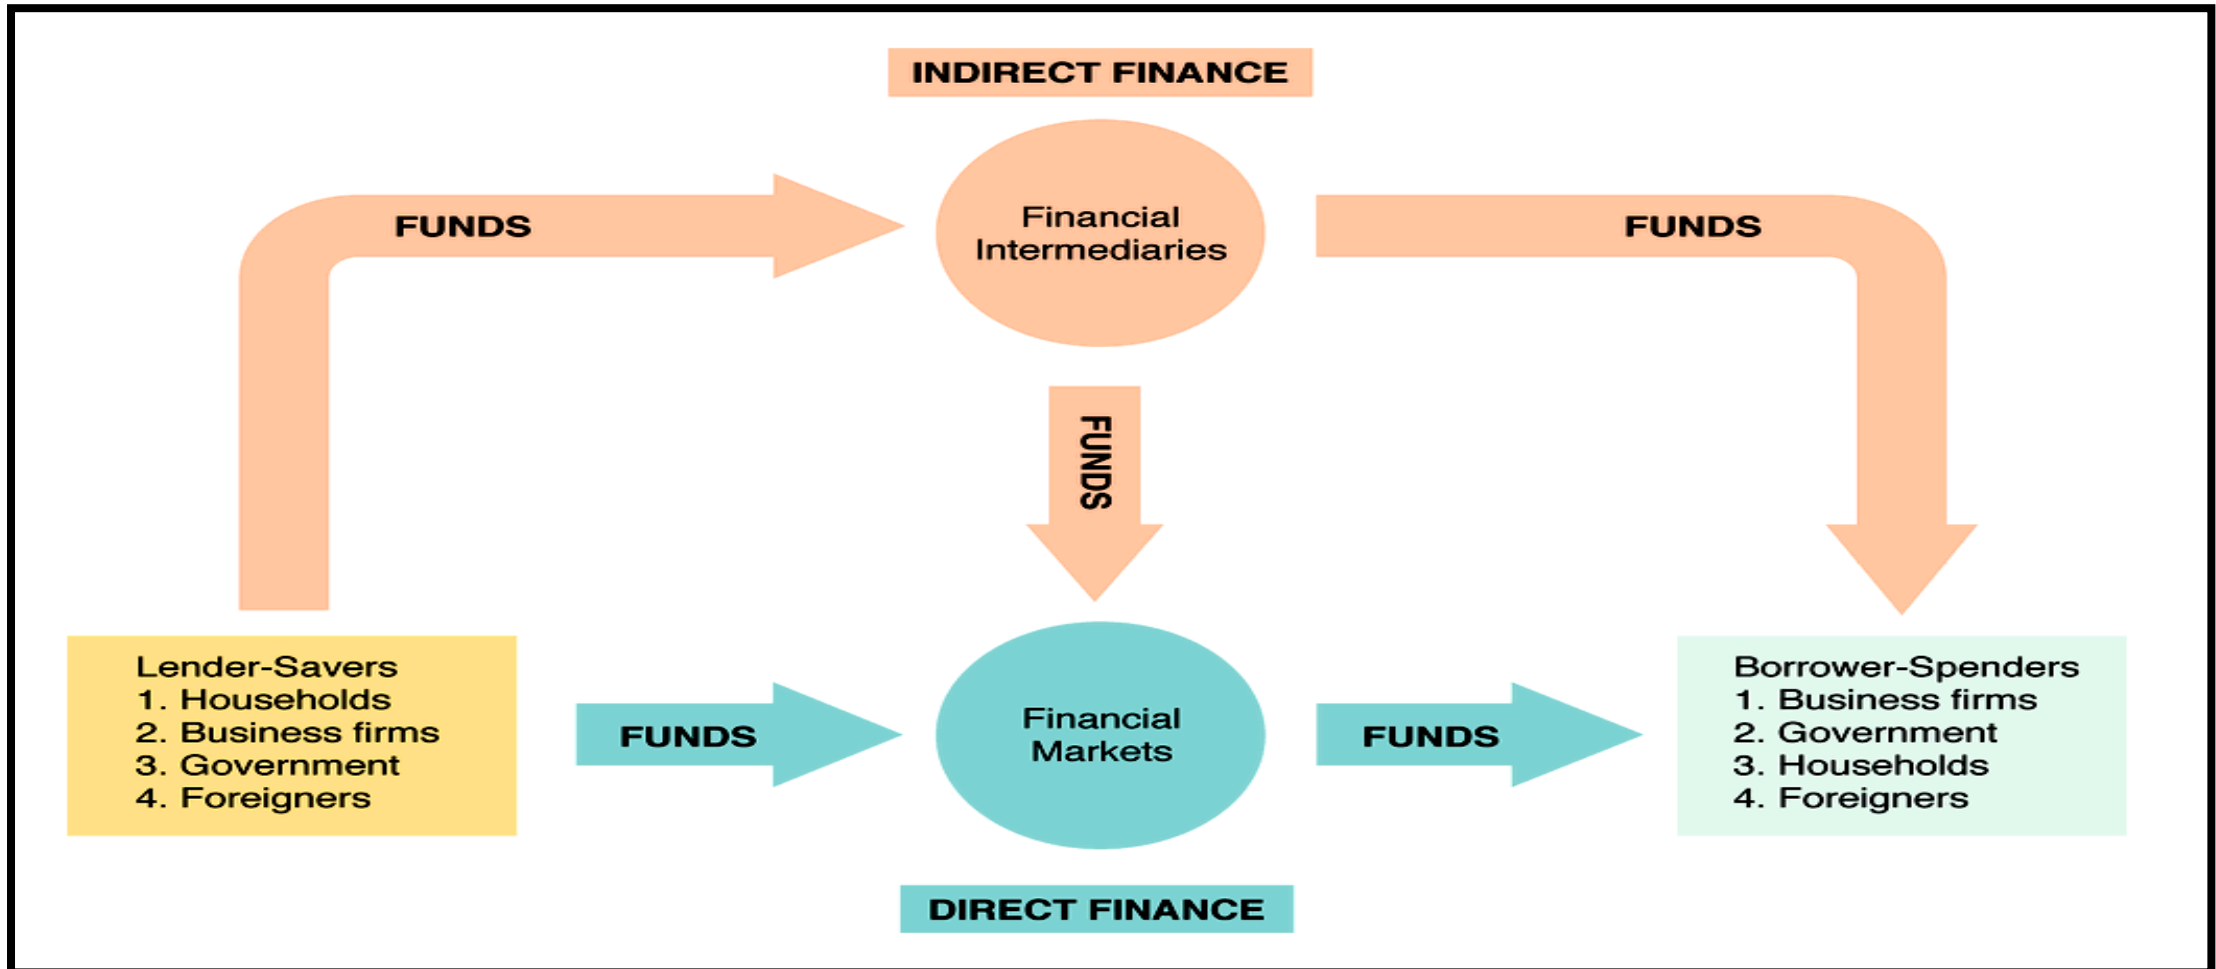 INDIRECT FINANCE
FUNDS
Financial
Intermediaries
FUNDS
FUNDS
Lender-Savers
1. Households
2. Business firms
3. Government
4. Foreigners
FUNDS
Financial
Markets
FUNDS
Borrower-Spenders
1. Business firms
2. Government
3. Households
4. Foreigners
DIRECT FINANCE